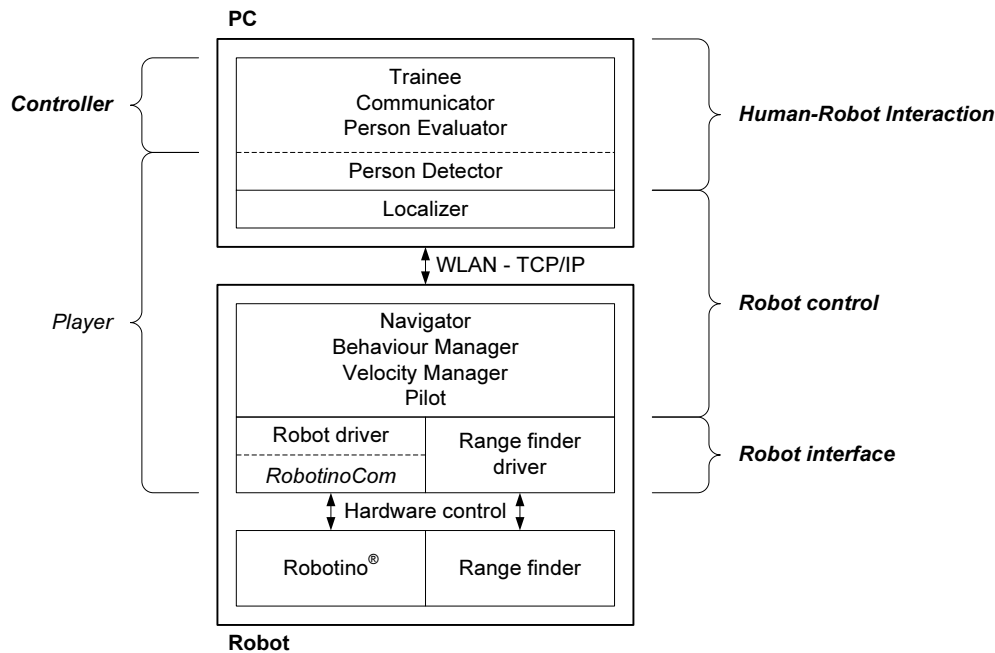 PC
Controller
Trainee
Communicator
Person Evaluator
Human-Robot Interaction
Person Detector
Localizer
WLAN - TCP/IP
Player
Navigator
Behaviour Manager
Velocity Manager
Pilot
Robot control
Robot driver
RobotinoCom
Range finder
driver
Robot interface
Hardware control
Robotino®
Range finder
Robot